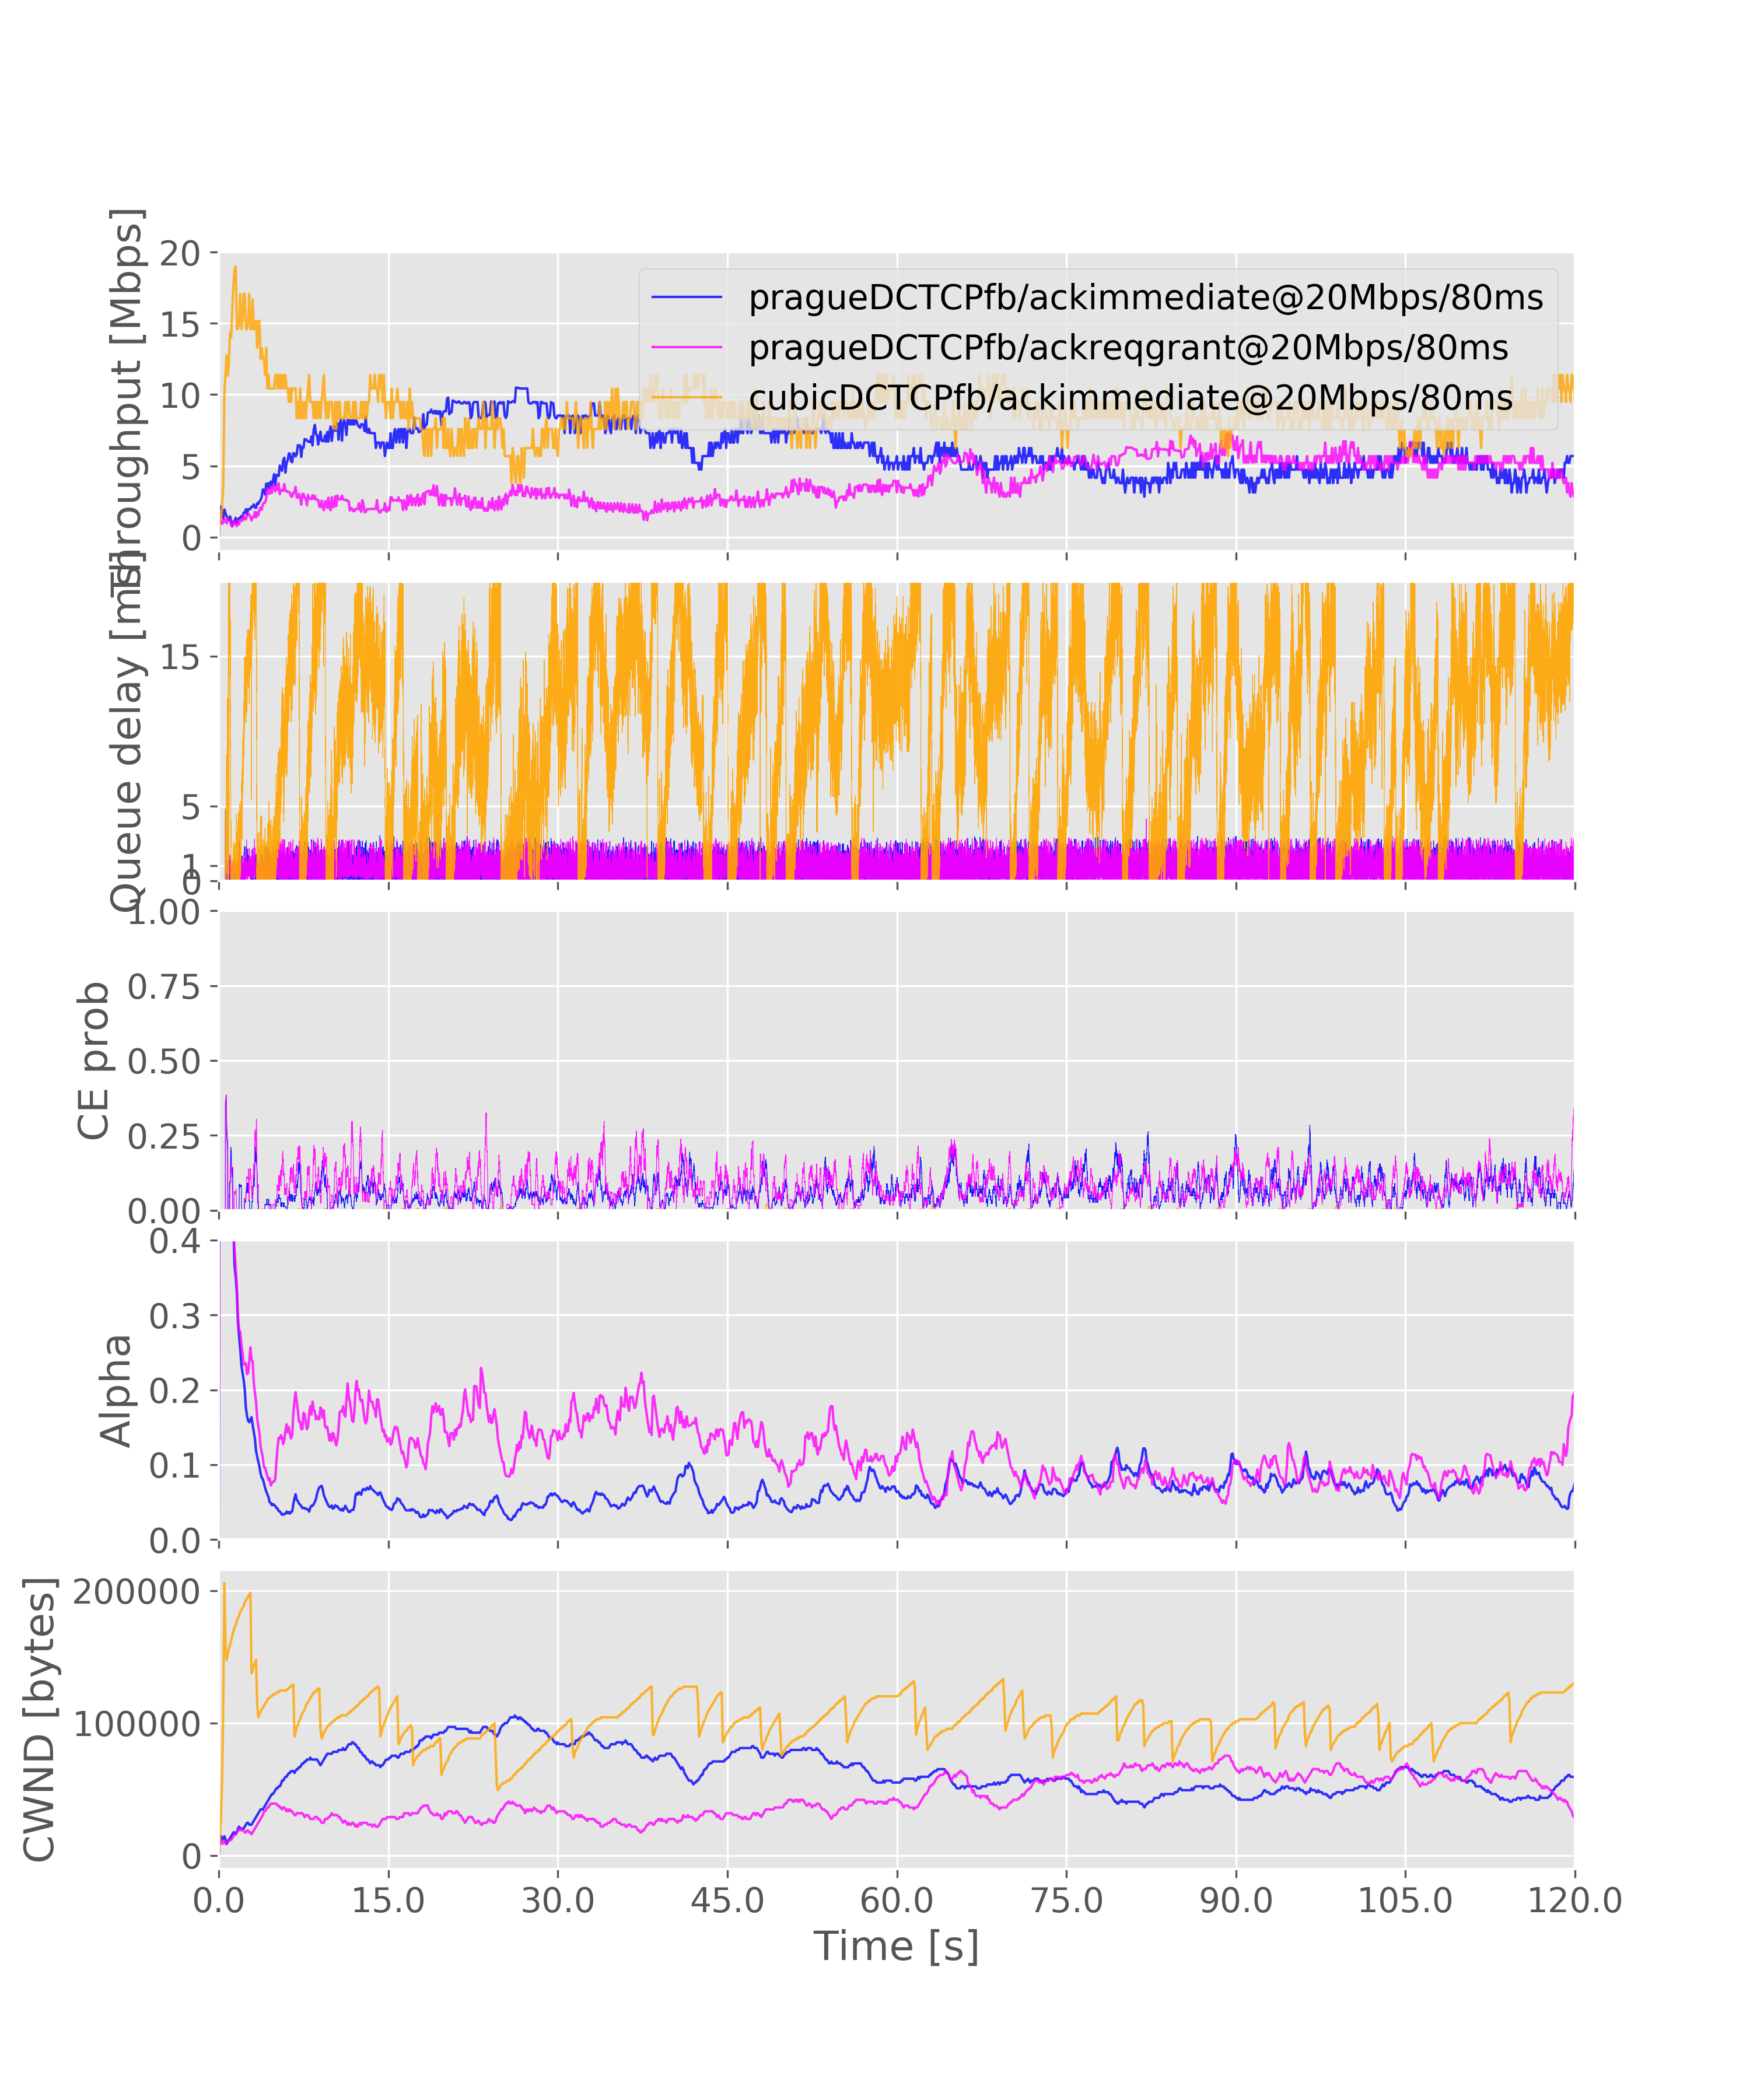 Throughput [Mbps]
20
15
10
5
0
pragueDCTCPfb/ackimmediate@20Mbps/80ms
pragueDCTCPfb/ackreqgrant@20Mbps/80ms
cubicDCTCPfb/ackimmediate@20Mbps/80ms
Queue delay [ms]
15
5
1
0
CE prob
1.00
0.75
0.50
0.25
0.00
Alpha
0.4
0.3
0.2
0.1
0.0
CWND [bytes]
200000
100000
0
0.0 15.0 30.0 45.0 60.0 75.0 90.0 105.0 120.0
Time [s]